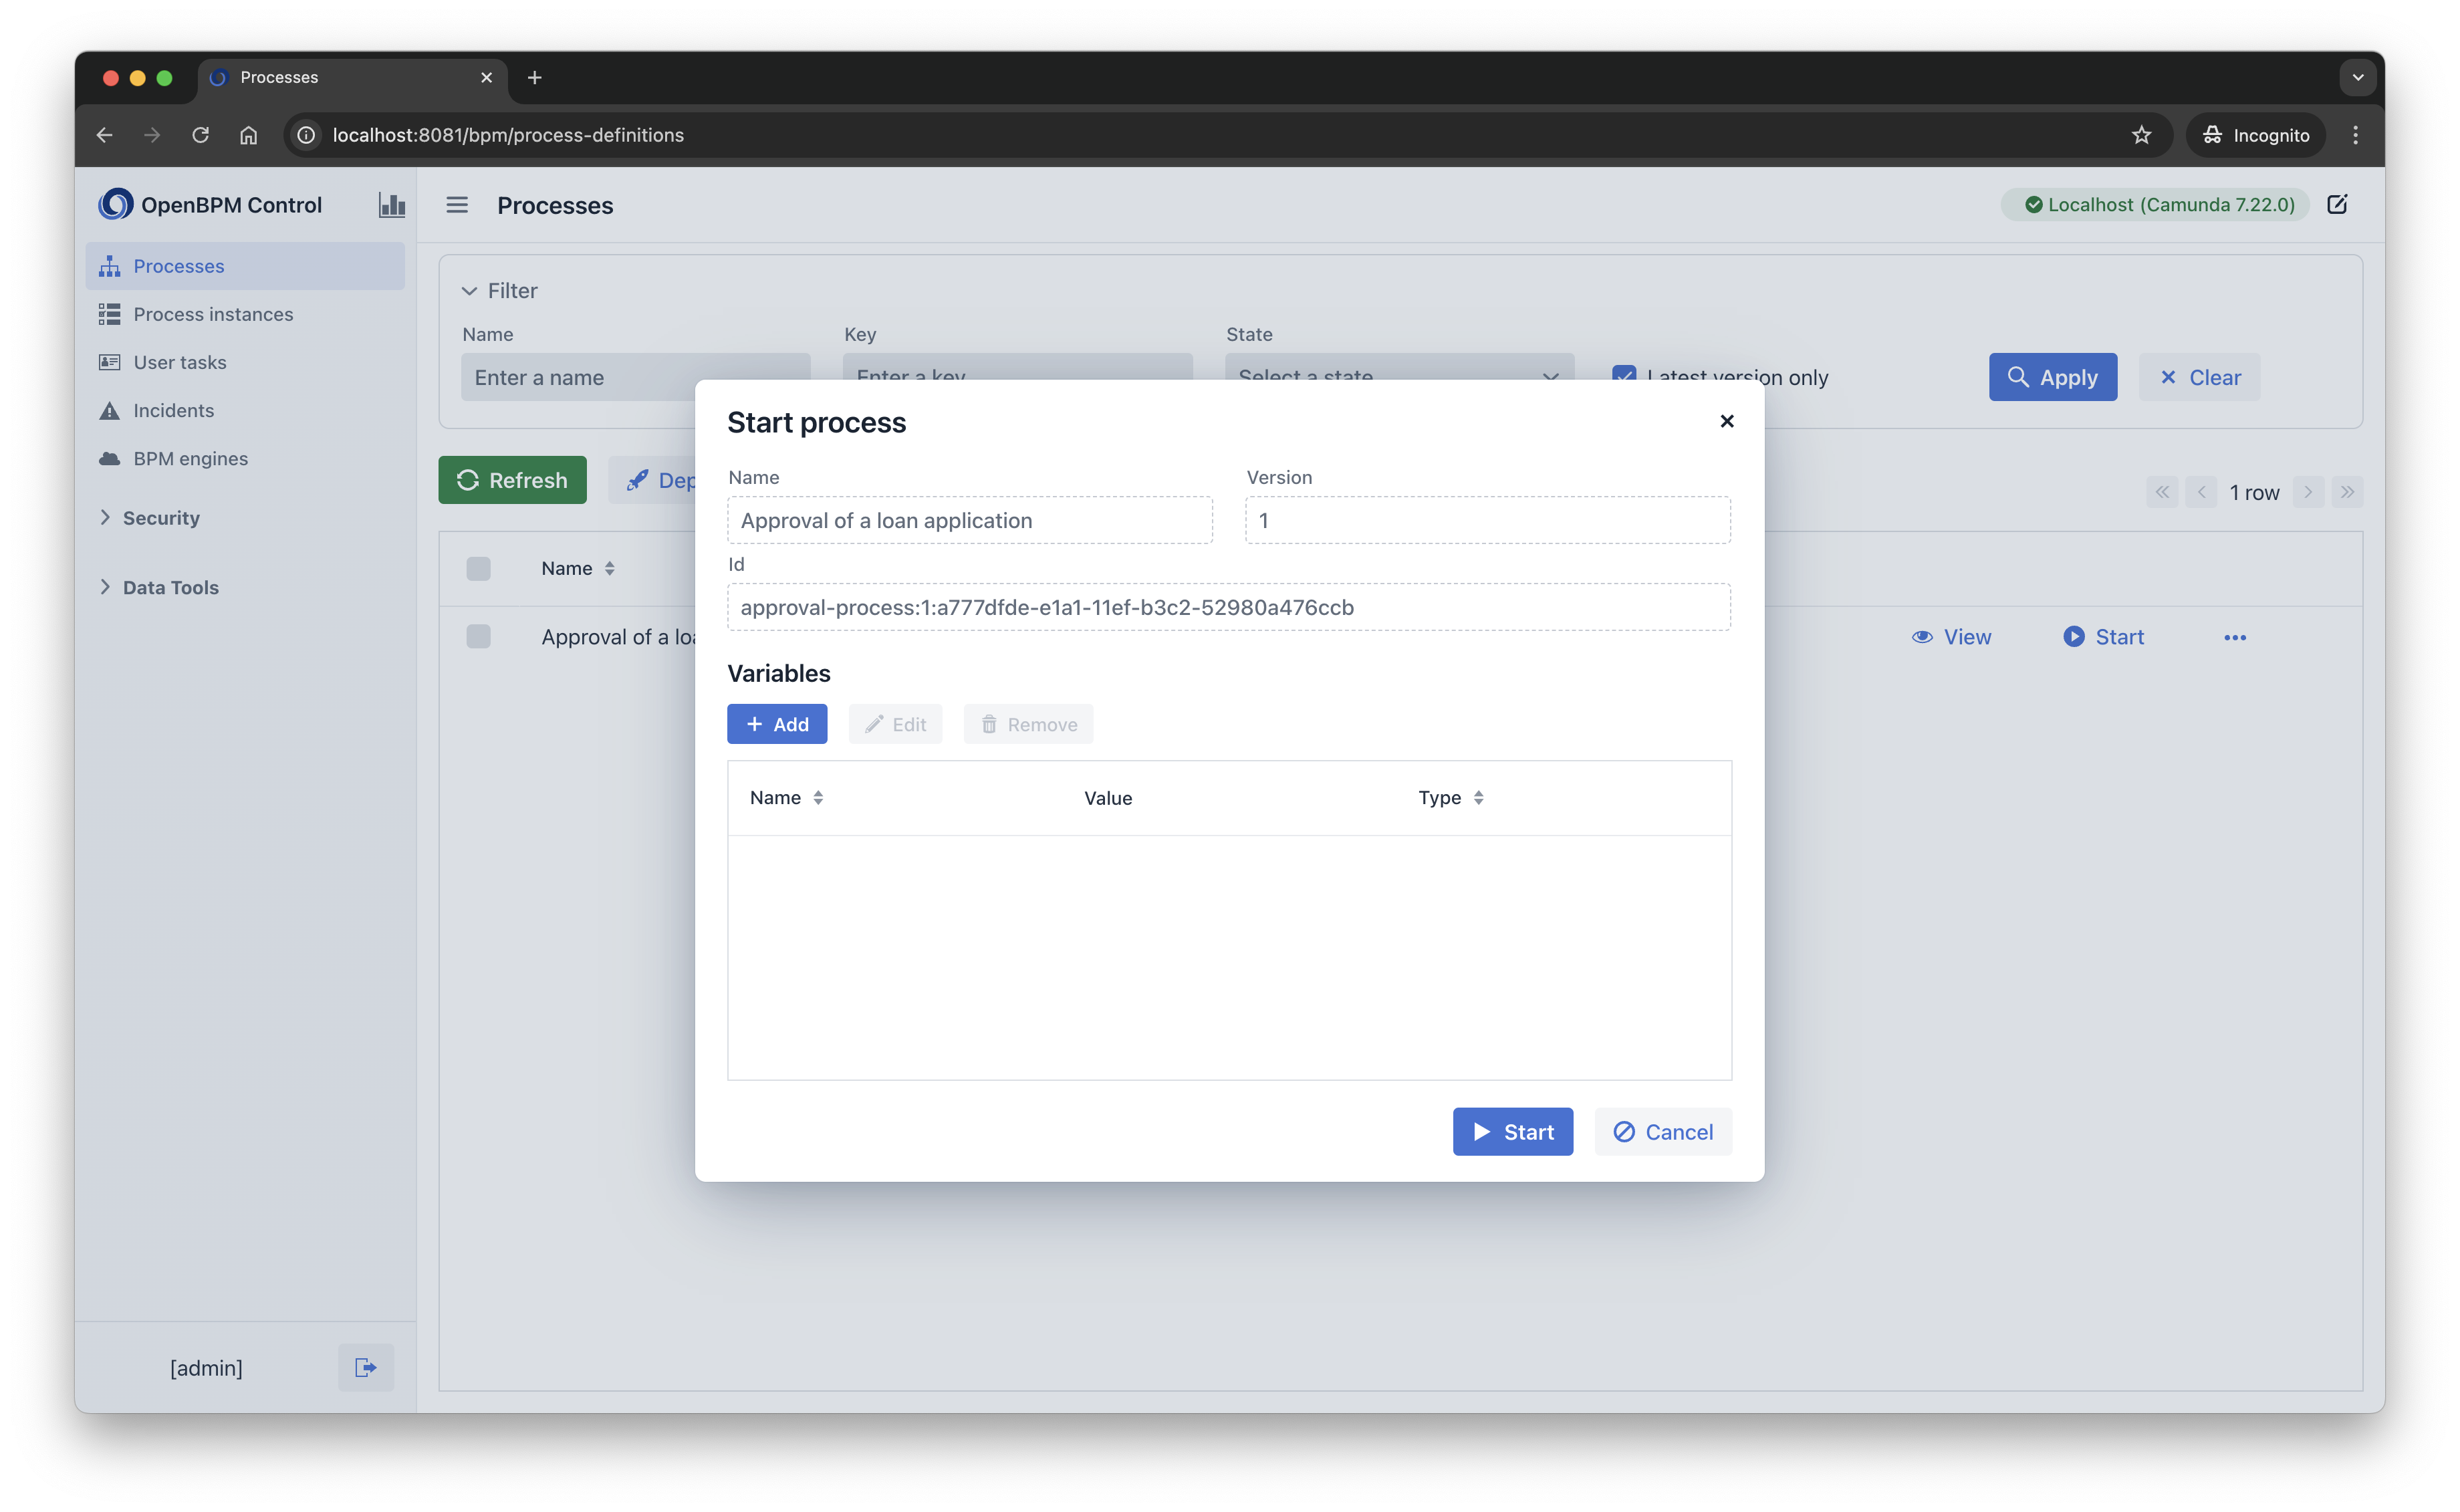 Processes
localhost:8081/bpm/process-definitions
Incognito
OpenBPM Control
Processes
Localhost (Camunda 7.22.0)
Processes
Process instances
User tasks
Incidents
BPM engines
Security
Data Tools
[admin]
Filter
Name
Key
State
Enter a name
Enter a key
Select a state
Latest version only
Apply
Clear
Refresh
Dep
1 row
Name
Approval of a loa
View
Start
Start process
Name
Version
Approval of a loan application
1
Id
approval-process:1:a777dfde-e1a1-11ef-b3c2-52980a476ccb
Variables
Add
Edit
Remove
Name
Value
Type
Start
Cancel